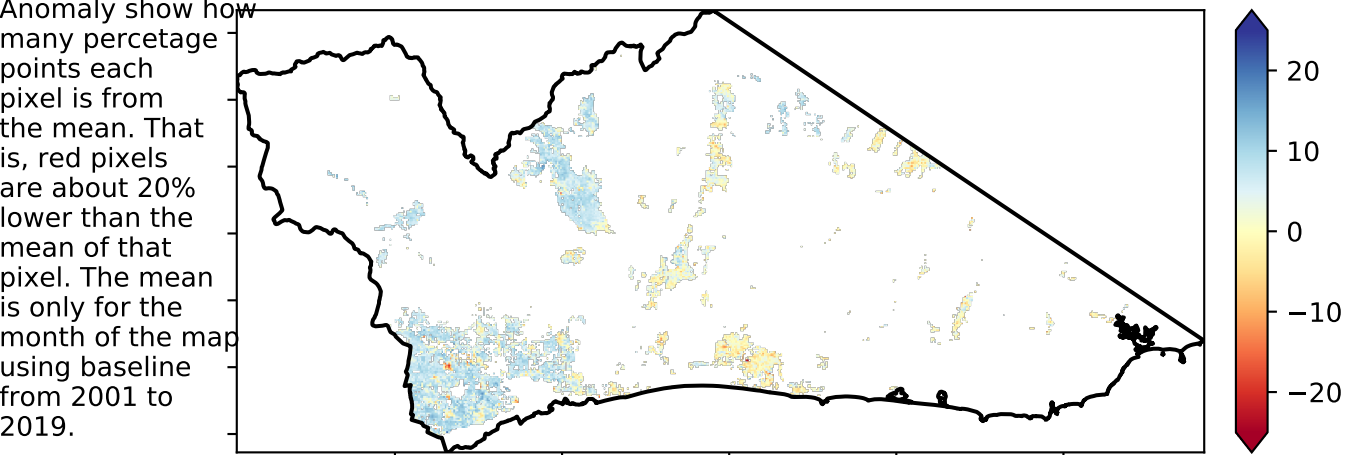 Anomaly show how
many percetage
points each
pixel is from
the mean. That
is, red pixels
are about 20%
lower than the
mean of that
pixel. The mean
is only for the
month of the map
using baseline
from 2001 to
2019.
20
10
0
−10
−20